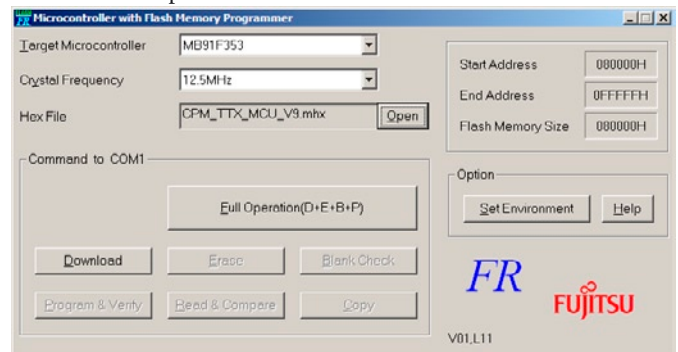 FR Microcontroller with Flash Memory Programmer
Target Microcontroller
MB91F353
Crystal Frequency
12.5MHz
Hex File
CPM_TTX_MCU_V9.mhx
Open
Start Address
080000H
End Address
0FFFFFH
Flash Memory Size
080000H
Command to COM1
Full Operation(D+E+B+P)
Download
Erase
Blank Check
Program & Verify
Read & Compare
Copy
Option
Set Environment
Help
FR
FUJITSU
V01,L11